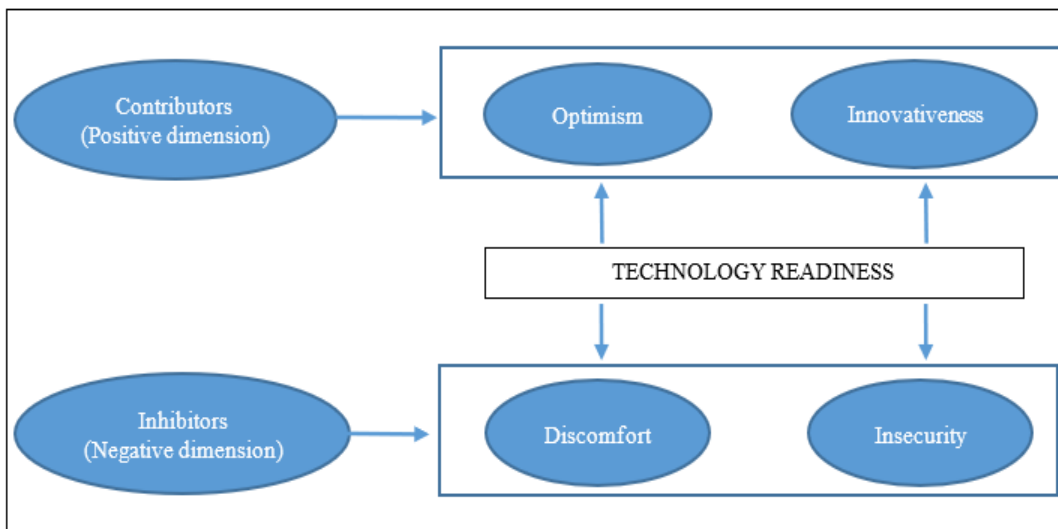 Contributors
(Positive dimension)
Optimism
Innovativeness
TECHNOLOGY READINESS
Inhibitors
(Negative dimension)
Discomfort
Insecurity